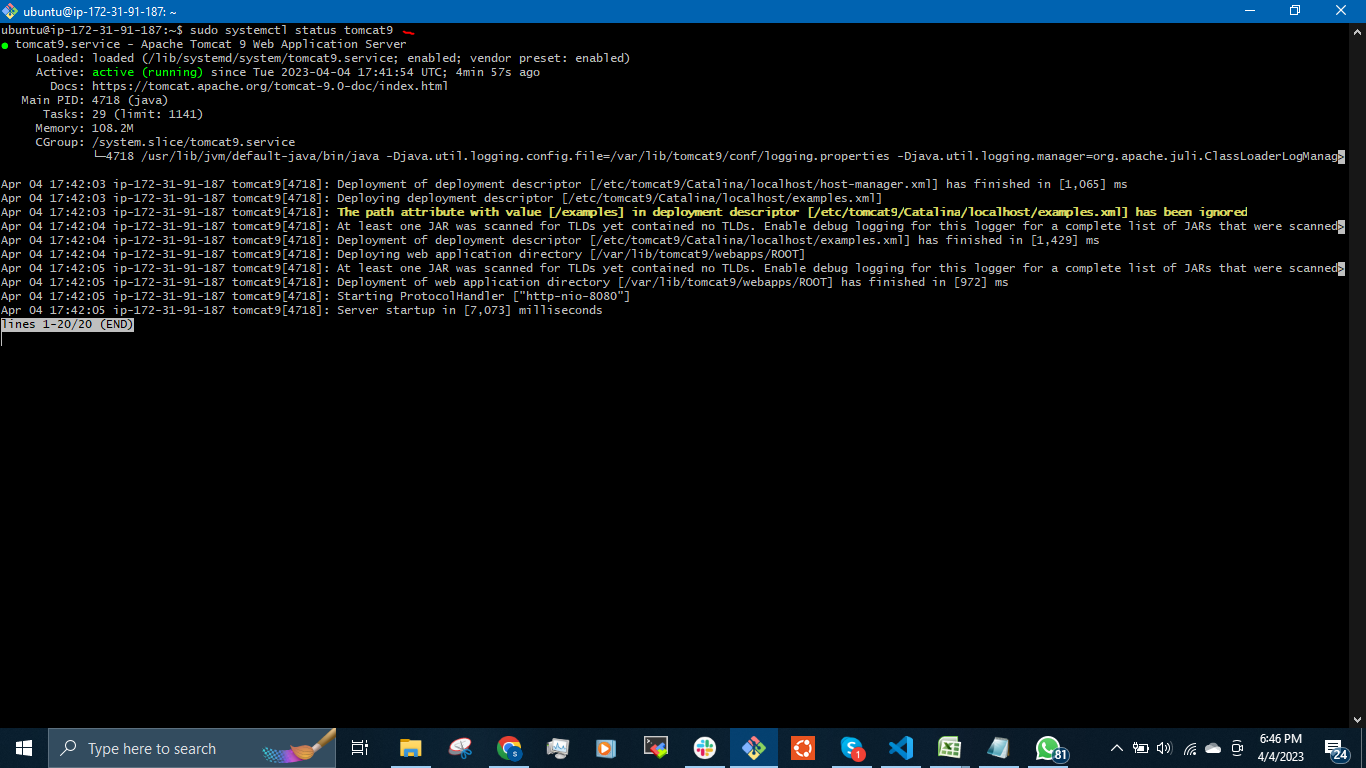 ubuntu@ip-172-31-91-187: ~
ubuntu@ip-172-31-91-187:~$ sudo systemctl status tomcat9
● tomcat9.service - Apache Tomcat 9 Web Application Server
Loaded: loaded (/lib/systemd/system/tomcat9.service; enabled; vendor preset: enabled)
Active: active (running) since Tue 2023-04-04 17:41:54 UTC; 4min 57s ago
Docs: https://tomcat.apache.org/tomcat-9.0-doc/index.html
Main PID: 4718 (java)
Tasks: 29 (limit: 1141)
Memory: 108.2M
CGroup: /system.slice/tomcat9.service
└─4718 /usr/lib/jvm/default-java/bin/java -Djava.util.logging.config.file=/var/lib/tomcat9/conf/logging.properties -Djava.util.logging.manager=org.apache.juli.ClassLoaderLogManag>
Apr 04 17:42:03 ip-172-31-91-187 tomcat9[4718]: Deployment of deployment descriptor [/etc/tomcat9/Catalina/localhost/host-manager.xml] has finished in [1,065] ms
Apr 04 17:42:03 ip-172-31-91-187 tomcat9[4718]: Deploying deployment descriptor [/etc/tomcat9/Catalina/localhost/examples.xml]
Apr 04 17:42:03 ip-172-31-91-187 tomcat9[4718]: The path attribute with value [/examples] in deployment descriptor [/etc/tomcat9/Catalina/localhost/examples.xml] has been ignored
Apr 04 17:42:04 ip-172-31-91-187 tomcat9[4718]: At least one JAR was scanned for TLDs yet contained no TLDs. Enable debug logging for this logger for a complete list of JARs that were scanned>
Apr 04 17:42:04 ip-172-31-91-187 tomcat9[4718]: Deployment of deployment descriptor [/etc/tomcat9/Catalina/localhost/examples.xml] has finished in [1,429] ms
Apr 04 17:42:04 ip-172-31-91-187 tomcat9[4718]: Deploying web application directory [/var/lib/tomcat9/webapps/ROOT]
Apr 04 17:42:05 ip-172-31-91-187 tomcat9[4718]: At least one JAR was scanned for TLDs yet contained no TLDs. Enable debug logging for this logger for a complete list of JARs that were scanned>
Apr 04 17:42:05 ip-172-31-91-187 tomcat9[4718]: Deployment of web application directory [/var/lib/tomcat9/webapps/ROOT] has finished in [972] ms
Apr 04 17:42:05 ip-172-31-91-187 tomcat9[4718]: Starting ProtocolHandler ["http-nio-8080"]
Apr 04 17:42:05 ip-172-31-91-187 tomcat9[4718]: Server startup in [7,073] milliseconds
lines 1-20/20 (END)
Type here to search
1
81
6:46 PM
4/4/2023
24